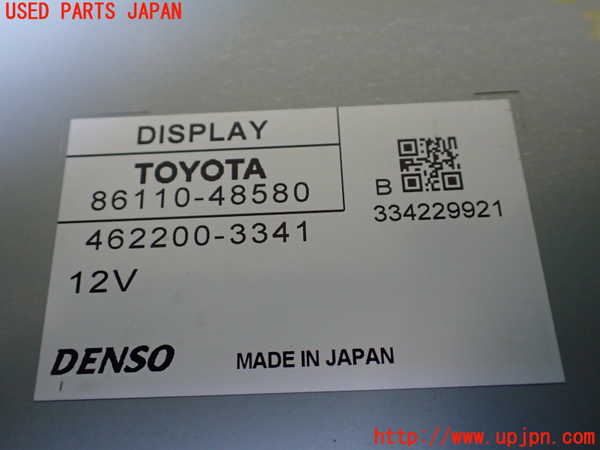 USED PARTS JAPAN
DISPLAY
TOYOTA
86110-48580
B
334229921
462200-3341
12V
DENSO
MADE IN JAPAN
http://www.upjpn.com/